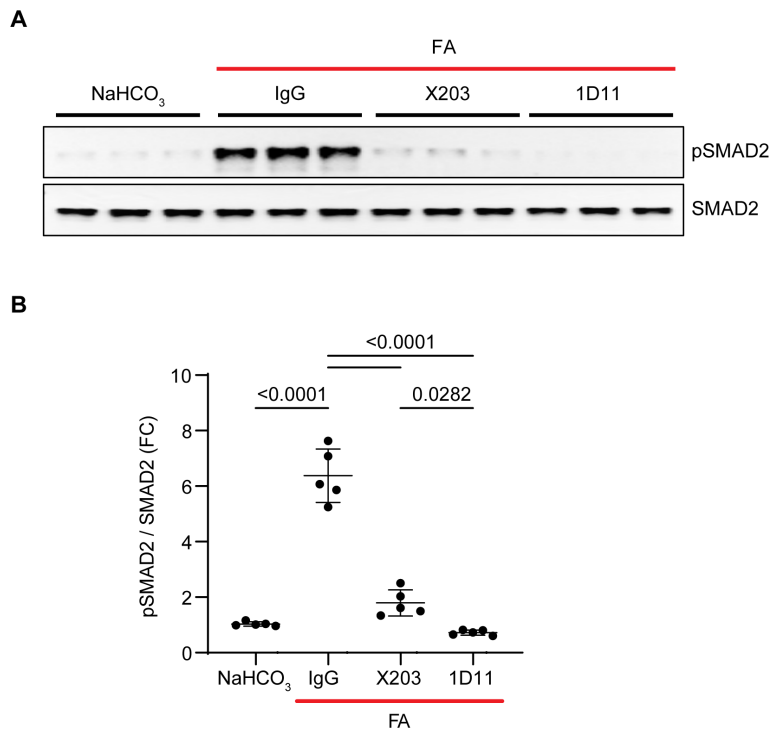 A
FA
NaHCO₃ IgG X203 1D11
pSMAD2
SMAD2
B
<0.0001
<0.0001 0.0282
pSMAD2 / SMAD2 (FC)
10
8
6
4
2
0
NaHCO₃ IgG X203 1D11
FA